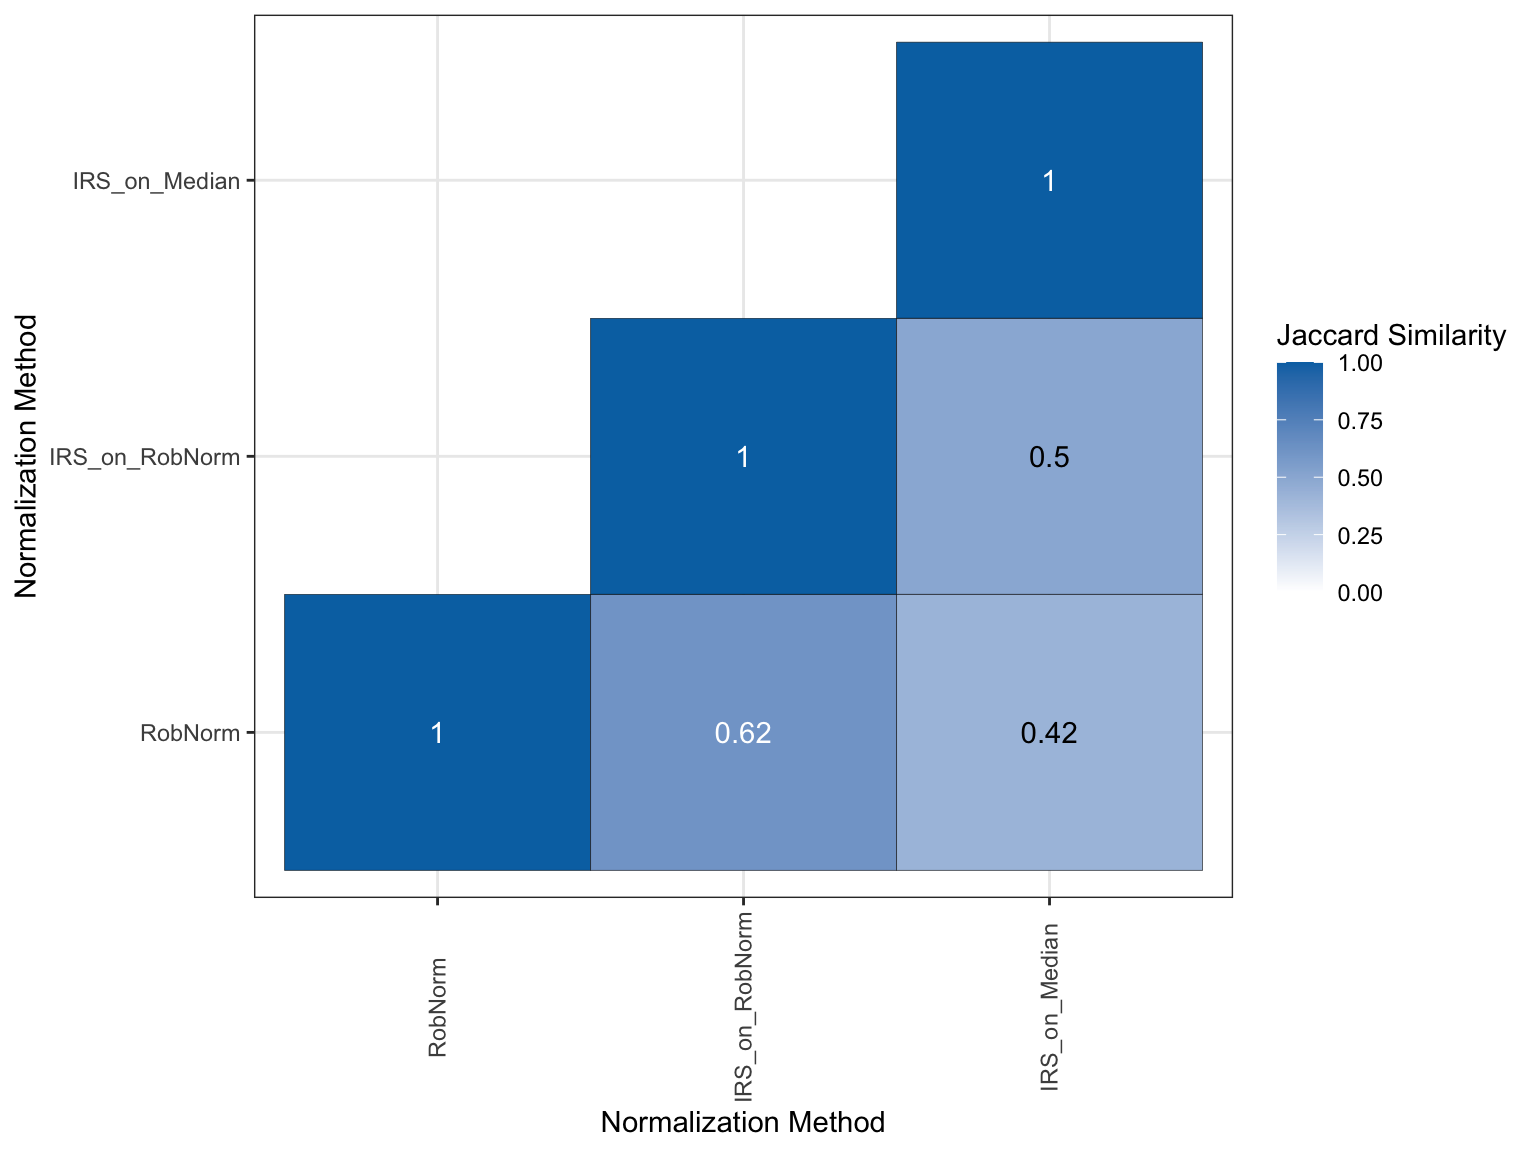 Normalization Method
IRS_on_Median
IRS_on_RobNorm
RobNorm
1
1
0.5
1
0.62
0.42
RobNorm
IRS_on_RobNorm
IRS_on_Median
Normalization Method
Jaccard Similarity
1.00
0.75
0.50
0.25
0.00